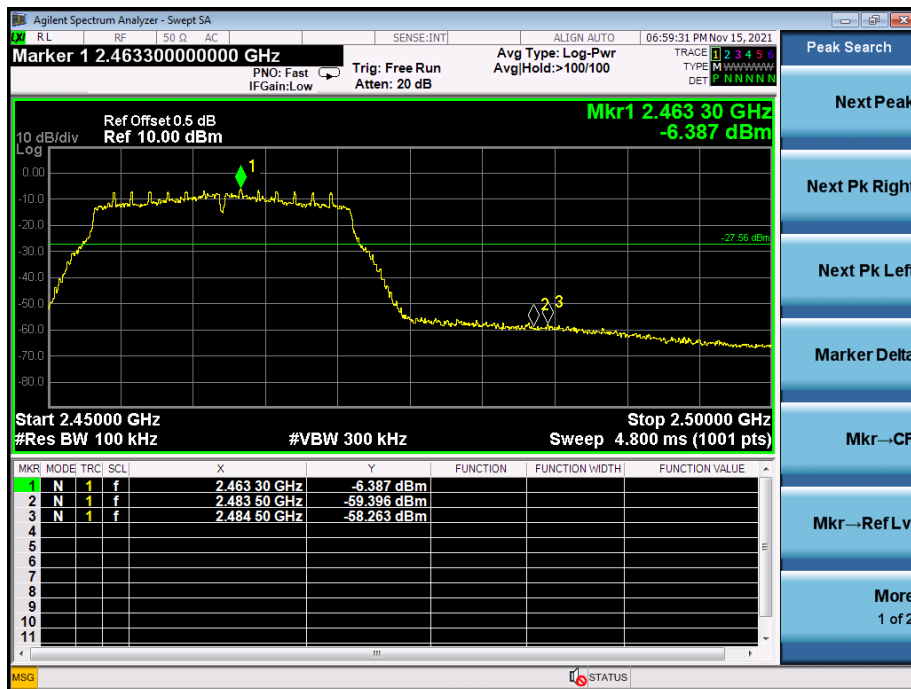 Agilent Spectrum Analyzer - Swept SA
LXI RL RF 50 Ω AC SENSE:INT ALIGN AUTO 06:59:31 PM Nov 15, 2021
Marker 1 2.463300000000 GHz
PNO: Fast
IFGain:Low
Trig: Free Run
Atten: 20 dB
Avg Type: Log-Pwr
Avg|Hold:>100/100
TRACE 1 2 3 4 5 6
TYPE M WWWWW
DET P N N N N N
Peak Search
Next Peak
Next Pk Right
Next Pk Left
Marker Delta
Mkr→CF
Mkr→Ref Lv
More
1 of 2
Mkr1 2.463 30 GHz
-6.387 dBm
Ref Offset 0.5 dB
10 dB/div Ref 10.00 dBm
Log
0.00
-10.0
-20.0
-30.0
-40.0
-50.0
-60.0
-70.0
-80.0
1
-27.56 dBm
2 3
Start 2.45000 GHz Stop 2.50000 GHz
#Res BW 100 kHz #VBW 300 kHz Sweep 4.800 ms (1001 pts)
MKR MODE TRC SCL X Y FUNCTION FUNCTION WIDTH FUNCTION VALUE
1 N 1 f 2.463 30 GHz -6.387 dBm
2 N 1 f 2.483 50 GHz -59.396 dBm
3 N 1 f 2.484 50 GHz -58.263 dBm
4
5
6
7
8
9
10
11
MSG STATUS